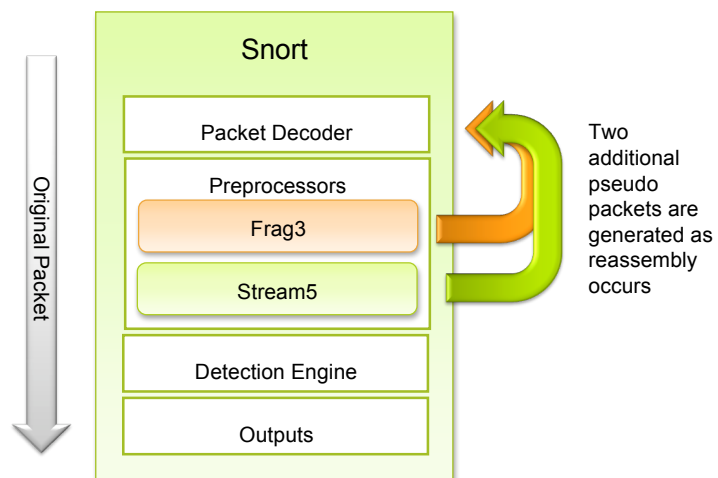 Snort
Original Packet
Packet Decoder
Preprocessors
Frag3
Stream5
Detection Engine
Outputs
Two
additional
pseudo
packets are
generated as
reassembly
occurs